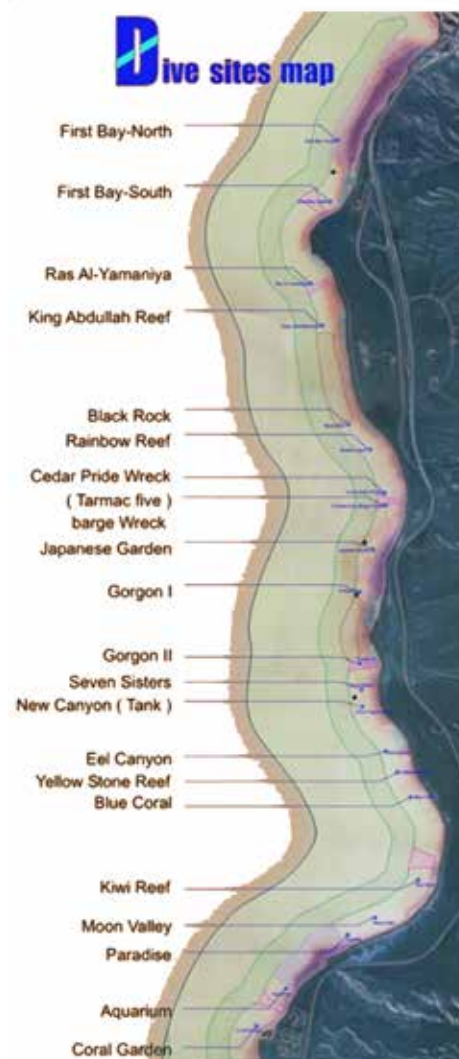 Dive sites map
First Bay-North
First Bay-South
Ras Al-Yamaniya
King Abdullah Reef
Black Rock
Rainbow Reef
Cedar Pride Wreck
( Tarmac five )
barge Wreck
Japanese Garden
Gorgon I
Gorgon II
Seven Sisters
New Canyon ( Tank )
Eel Canyon
Yellow Stone Reef
Blue Coral
Kiwi Reef
Moon Valley
Paradise
Aquarium
Coral Garden